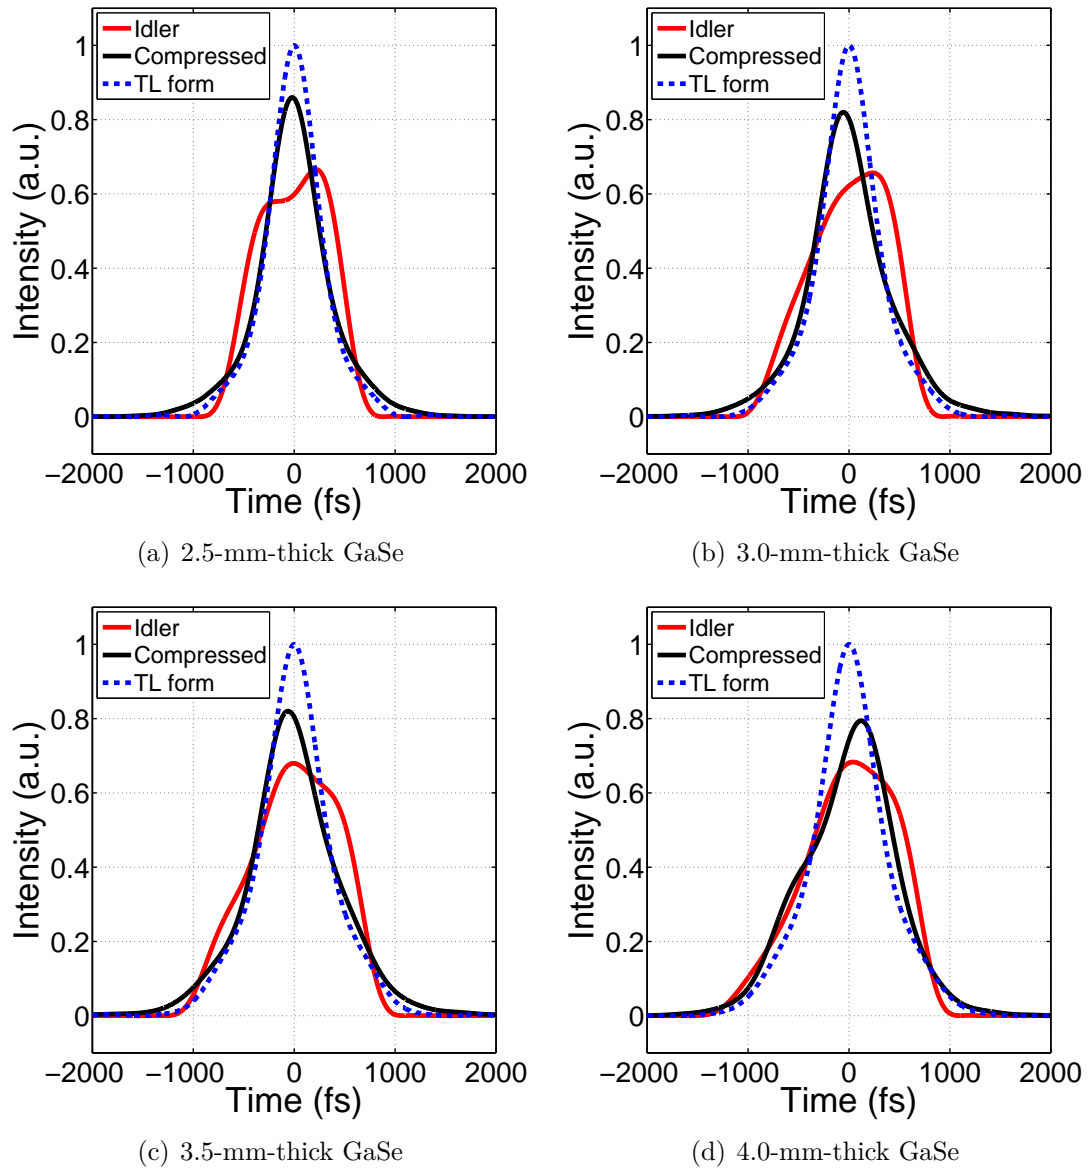 Idler
Compressed
TL form
1
0.8
0.6
0.4
0.2
0
Intensity (a.u.)
−2000 −1000 0 1000 2000
Time (fs)
(a) 2.5-mm-thick GaSe
Idler
Compressed
TL form
1
0.8
0.6
0.4
0.2
0
Intensity (a.u.)
−2000 −1000 0 1000 2000
Time (fs)
(b) 3.0-mm-thick GaSe
Idler
Compressed
TL form
1
0.8
0.6
0.4
0.2
0
Intensity (a.u.)
−2000 −1000 0 1000 2000
Time (fs)
(c) 3.5-mm-thick GaSe
Idler
Compressed
TL form
1
0.8
0.6
0.4
0.2
0
Intensity (a.u.)
−2000 −1000 0 1000 2000
Time (fs)
(d) 4.0-mm-thick GaSe